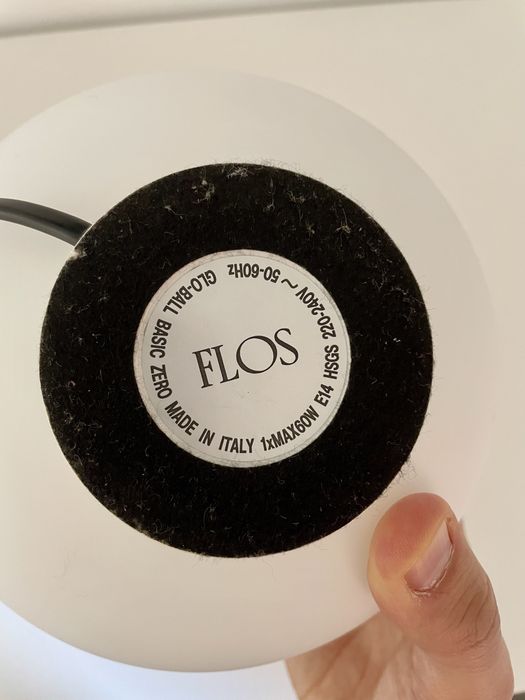 FLOS
GLO-BALL BASIC ZERO MADE IN ITALY 1xMAX60W E14 HSGS 220-240V ~ 50-60Hz